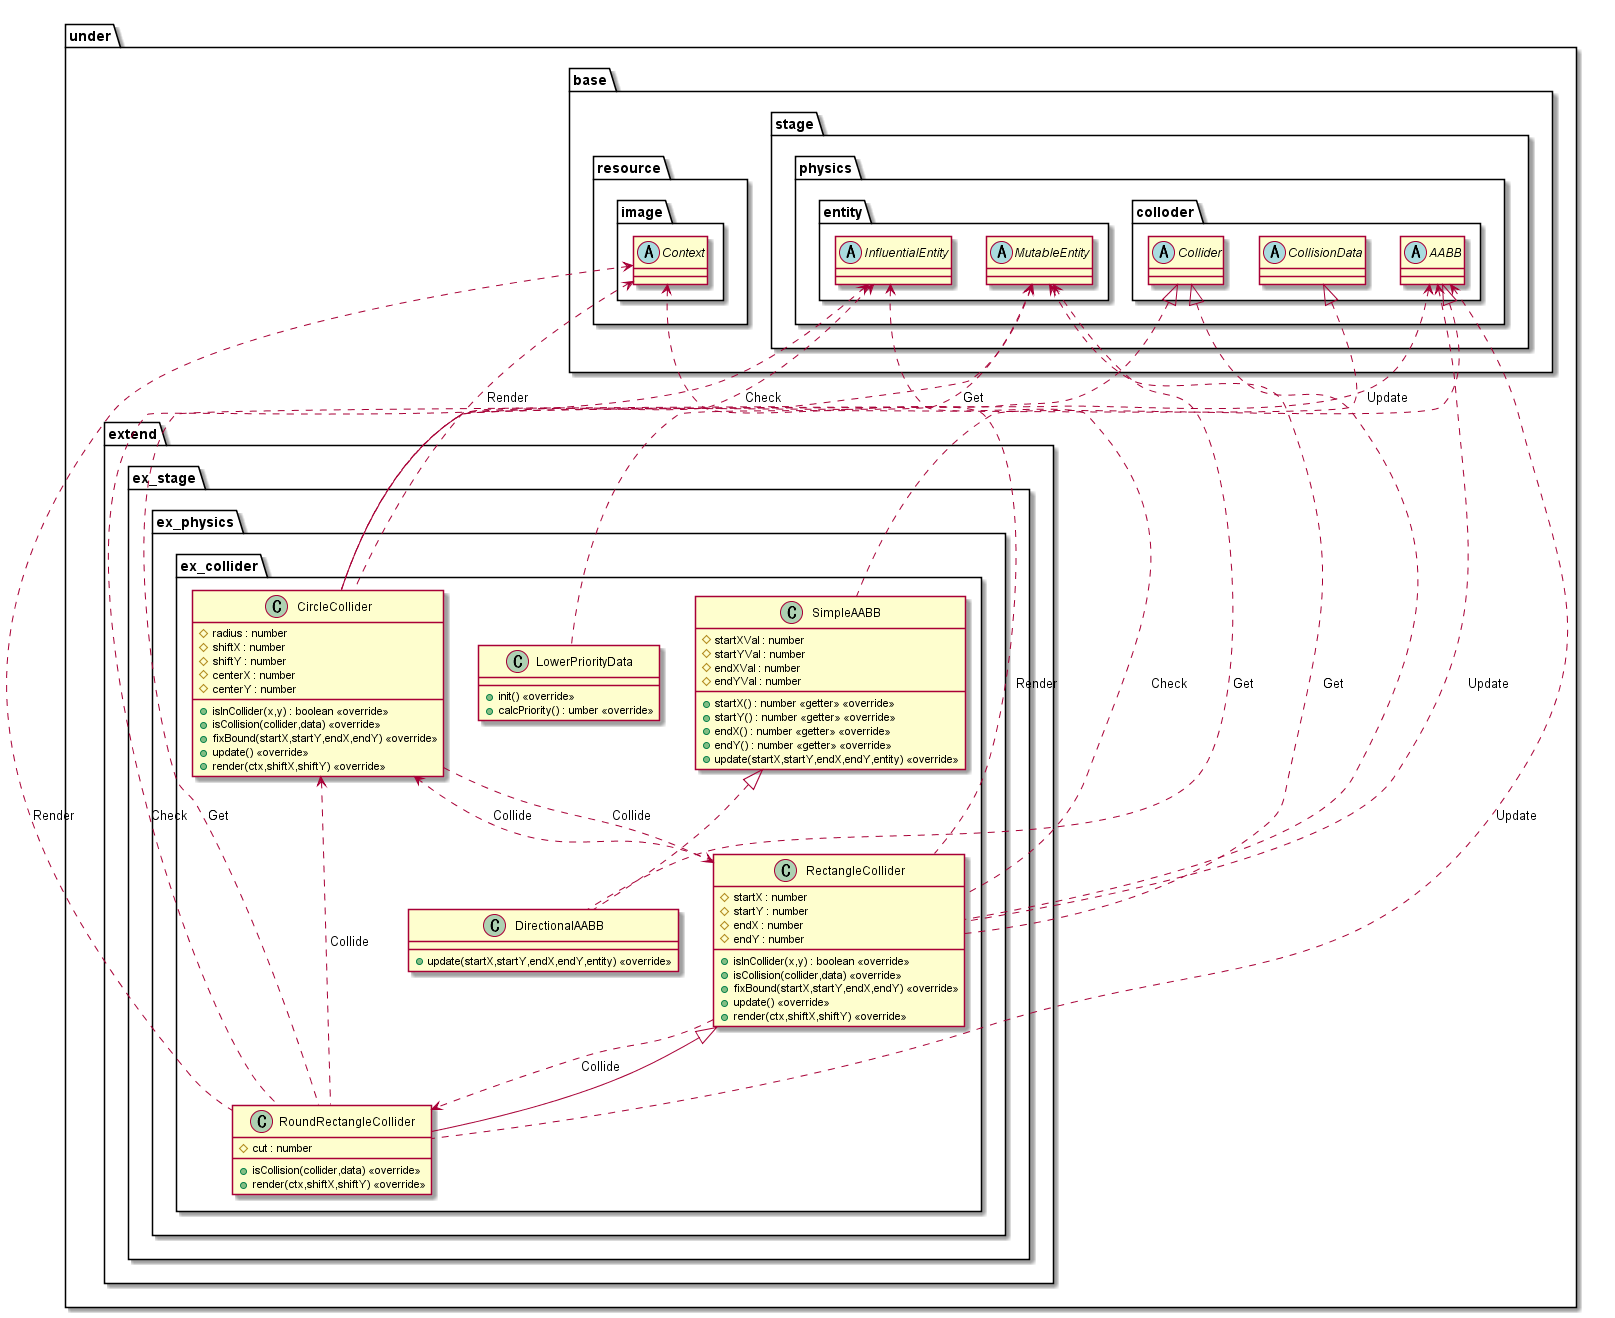 under
base
stage
resource
physics
image
entity
colloder
A Context
A InfluentialEntity
A MutableEntity
A Collider
A CollisionData
A AABB
Render
Check
Get
Update
extend
ex_stage
ex_physics
ex_collider
C CircleCollider
radius : number
shiftX : number
shiftY : number
centerX : number
centerY : number
isInCollider(x,y) : boolean «override»
isCollision(collider,data) «override»
fixBound(startX,startY,endX,endY) «override»
update() «override»
render(ctx,shiftX,shiftY) «override»
C LowerPriorityData
init() «override»
calcPriority() : umber «override»
C SimpleAABB
startXVal : number
startYVal : number
endXVal : number
endYVal : number
startX() : number «getter» «override»
startY() : number «getter» «override»
endX() : number «getter» «override»
endY() : number «getter» «override»
update(startX,startY,endX,endY,entity) «override»
Render
Check
Get
Get
Update
Render
Check
Get
Collide
Collide
Update
C RectangleCollider
startX : number
startY : number
endX : number
endY : number
isInCollider(x,y) : boolean «override»
isCollision(collider,data) «override»
fixBound(startX,startY,endX,endY) «override»
update() «override»
render(ctx,shiftX,shiftY) «override»
C DirectionalAABB
update(startX,startY,endX,endY,entity) «override»
Collide
Collide
C RoundRectangleCollider
cut : number
isCollision(collider,data) «override»
render(ctx,shiftX,shiftY) «override»